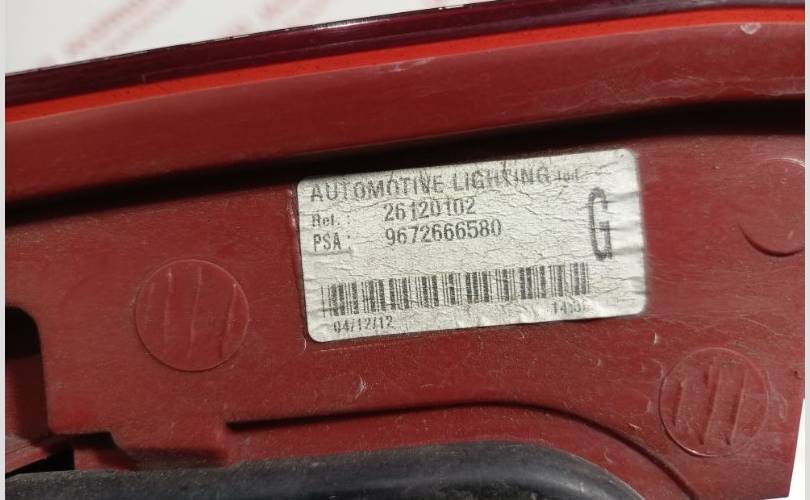 AUTOMOTIVE LIGHTING
Ref. : 26120102
PSA : 9672666580
G
04/12/12